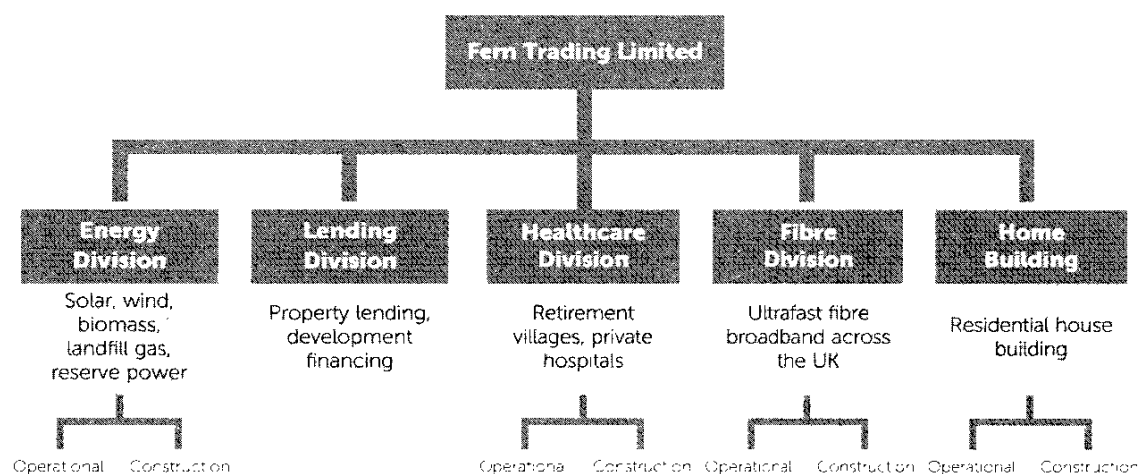 Fern Trading Limited
Energy
Division
Lending
Division
Healthcare
Division
Fibre
Division
Home
Building
Solar, wind,
biomass,
landfill gas,
reserve power
Property lending,
development
financing
Retirement
villages, private
hospitals
Ultrafast fibre
broadband across
the UK
Residential house
building
Operational Construction
Operational Construction
Operational Construction
Operational Construction